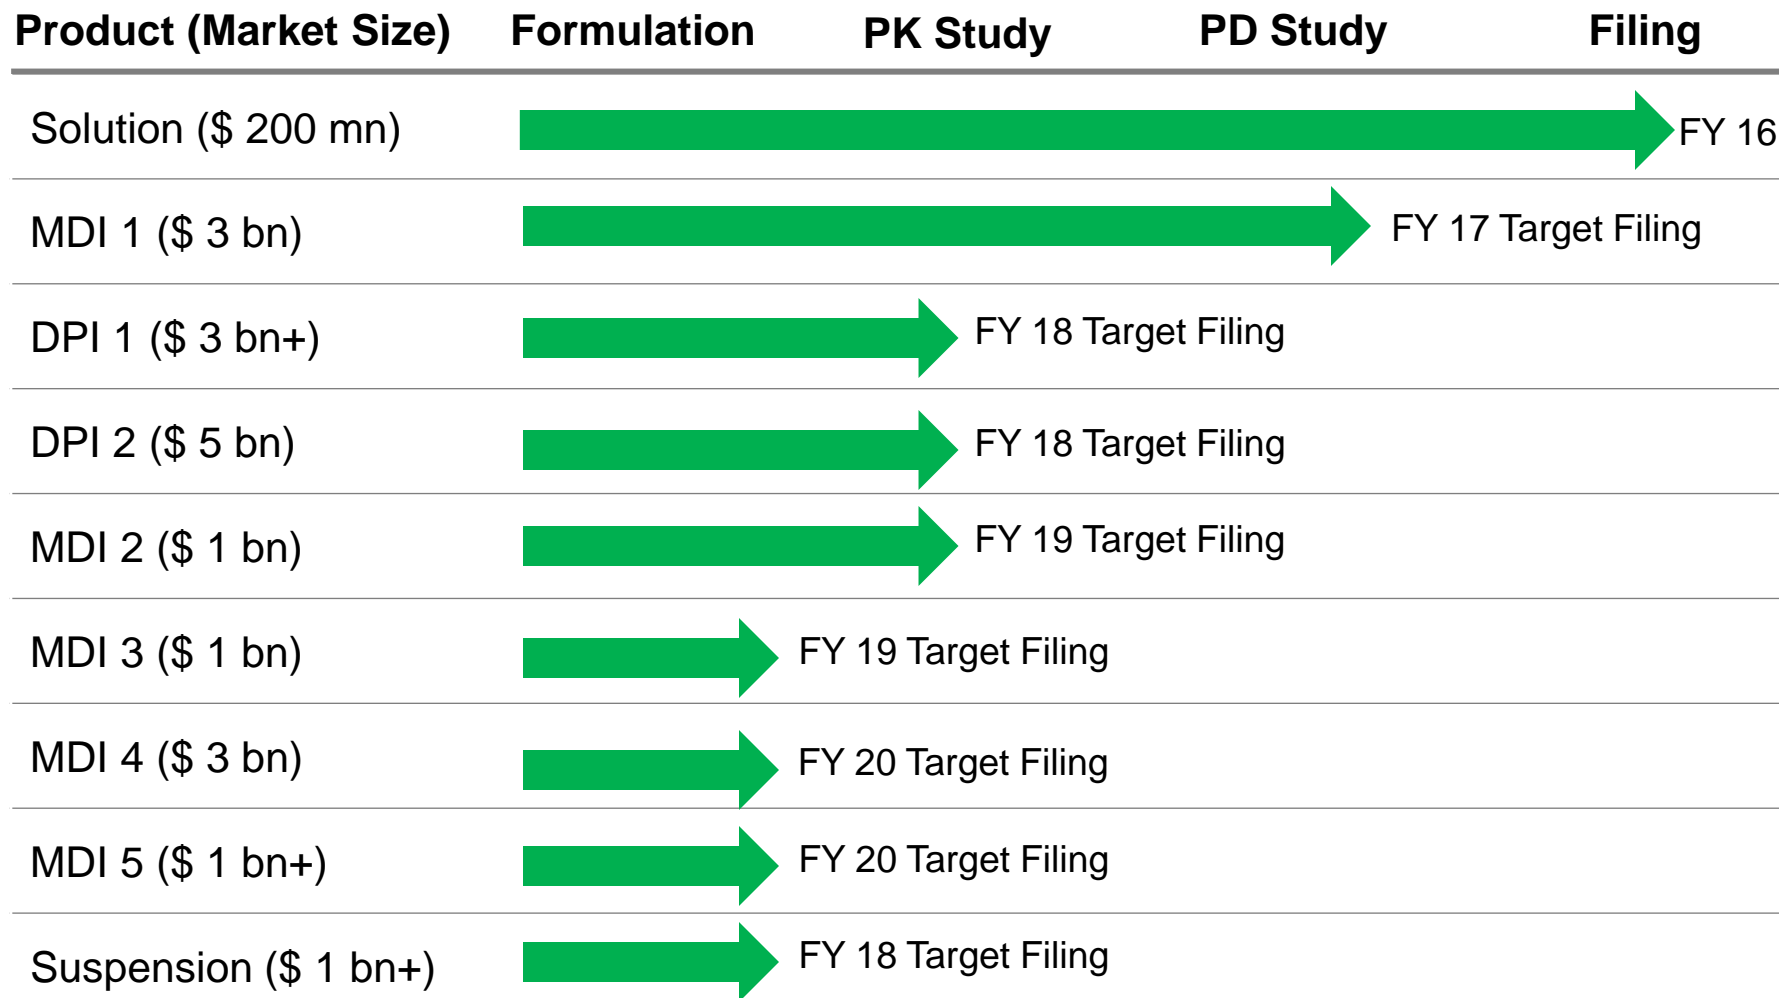 Product (Market Size) Formulation PK Study PD Study Filing
Solution ($ 200 mn) FY 16
MDI 1 ($ 3 bn) FY 17 Target Filing
DPI 1 ($ 3 bn+) FY 18 Target Filing
DPI 2 ($ 5 bn) FY 18 Target Filing
MDI 2 ($ 1 bn) FY 19 Target Filing
MDI 3 ($ 1 bn) FY 19 Target Filing
MDI 4 ($ 3 bn) FY 20 Target Filing
MDI 5 ($ 1 bn+) FY 20 Target Filing
Suspension ($ 1 bn+) FY 18 Target Filing